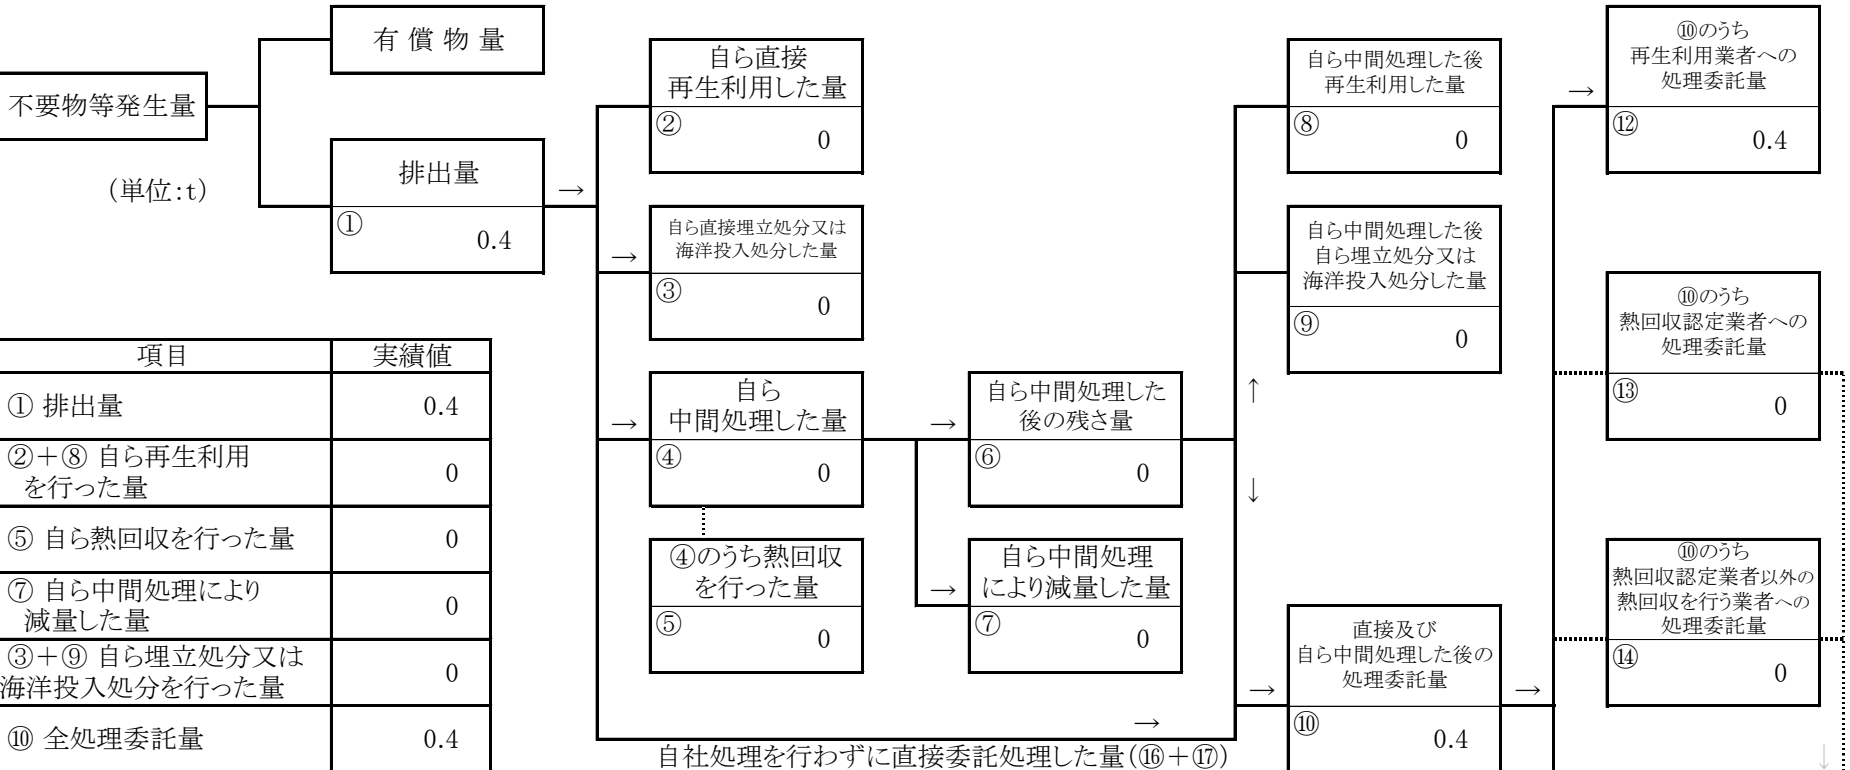 有 償 物 量
不要物等発生量
(単位:t)
排出量
①
0.4
→
自ら直接
再生利用した量
②
0
→
自ら直接埋立処分又は
海洋投入処分した量
③
0
→
自ら
中間処理した量
④
0
④のうち熱回収
を行った量
⑤
0
→
自ら中間処理した
後の残さ量
⑥
0
→
自ら中間処理
により減量した量
⑦
0
自ら中間処理した後
再生利用した量
⑧
0
自ら中間処理した後
自ら埋立処分又は
海洋投入処分した量
⑨
0
↑
↓
→
直接及び
自ら中間処理した後の
処理委託量
⑩
0.4
→
→
⑩のうち
再生利用業者への
処理委託量
⑫
0.4
⑩のうち
熱回収認定業者への
処理委託量
⑬
0
⑩のうち
熱回収認定業者以外の
熱回収を行う業者への
処理委託量
⑭
0
↓
→
自社処理を行わずに直接委託処理した量(⑯+⑰)
項目 実績値
① 排出量 0.4
②+⑧ 自ら再生利用
を行った量 0
⑤ 自ら熱回収を行った量 0
⑦ 自ら中間処理により
減量した量 0
③+⑨ 自ら埋立処分又は
海洋投入処分を行った量 0
⑩ 全処理委託量 0.4